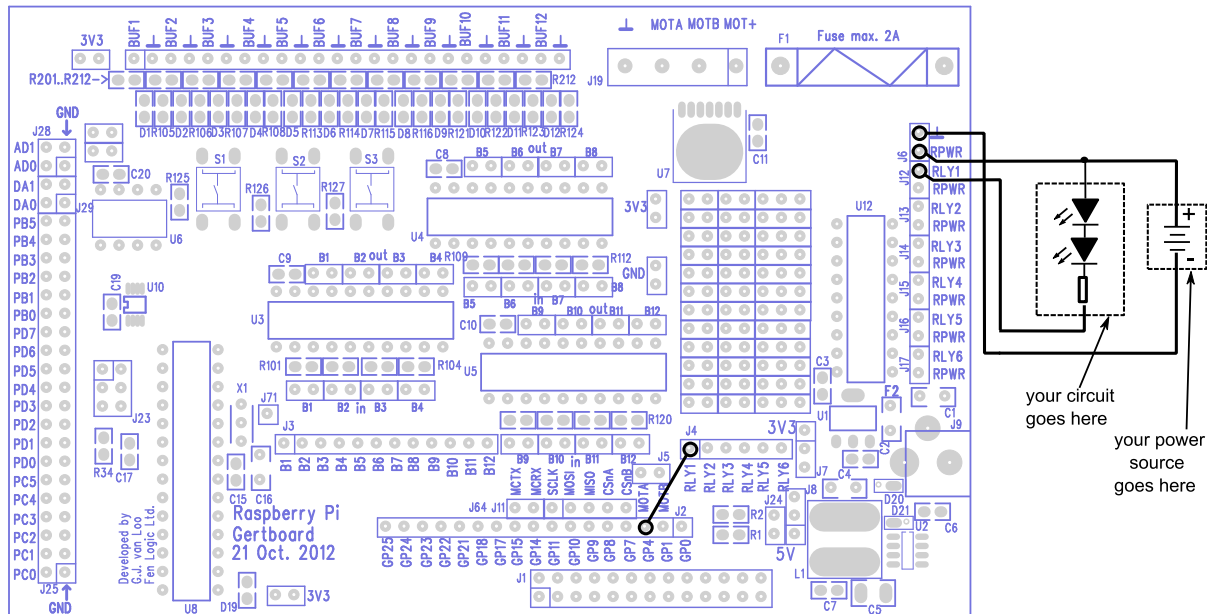 BUF1 BUF2 BUF3 BUF4 BUF5 BUF6 BUF7 BUF8 BUF9 BUF10 BUF11 BUF12
3V3
⊥ MOTA MOTB MOT+
F1 Fuse max. 2A
J19
R201..R212-> R212
D1 R105 D2 R106 D3 R107 D4 R108 D5 R113 D6 R114 D7 R115 D8 R116 D9 R121 D10 R122 D11 R123 D12 R124
GND
J28
AD1
AD0
DA1
DA0
J29
PB5
PB4
PB3
PB2
PB1
PB0
PD7
PD6
PD5
PD4
PD3
PD2
PD1
PD0
PC5
PC4
PC3
PC2
PC1
PC0
J25
GND
C20
R125
U6
S1
R126
S2
R127
S3
C8
B5 B6 out B7 B8
U4
R109 R112
B5 B6 in B7 B8
C9
B1 B2 out B3 B4
U3
R101 R104
B1 B2 in B3 B4
C10
B9 B10 out B11 B12
U5
R120
B9 B10 in B11 B12
3V3
GND
U7
C11
C19
U10
J23
R34
C17
X1
J71
C15
C16
U8
D19
3V3
J3
B1 B2 B3 B4 B5 B6 B7 B8 B9 B10 B11 B12
Raspberry Pi
Gertboard
21 Oct. 2012
Developed by
G.J. van Loo
Fen Logic Ltd.
MCTX MCRX SCLK MOSI MISO CSnA CSnB
J64 J11
MOTA MOTB
J5
J4
RLY1 RLY2 RLY3 RLY4 RLY5 RLY6
J2
GP25 GP24 GP23 GP22 GP21 GP18 GP17 GP15 GP14 GP11 GP10 GP9 GP8 GP7 GP4 GP1 GP0
J1
R2
R1
J24
J8
5V
3V3
J7
C4
L1
C7
C5
D20
D21
U2
C6
C3
U1
C2
F2
C1
J9
U12
⊥
J6 RPWR
J12 RLY1
RPWR
J13 RLY2
RPWR
J14 RLY3
RPWR
J15 RLY4
RPWR
J16 RLY5
RPWR
J17 RLY6
RPWR
+
-
your circuit
goes here
your power
source
goes here